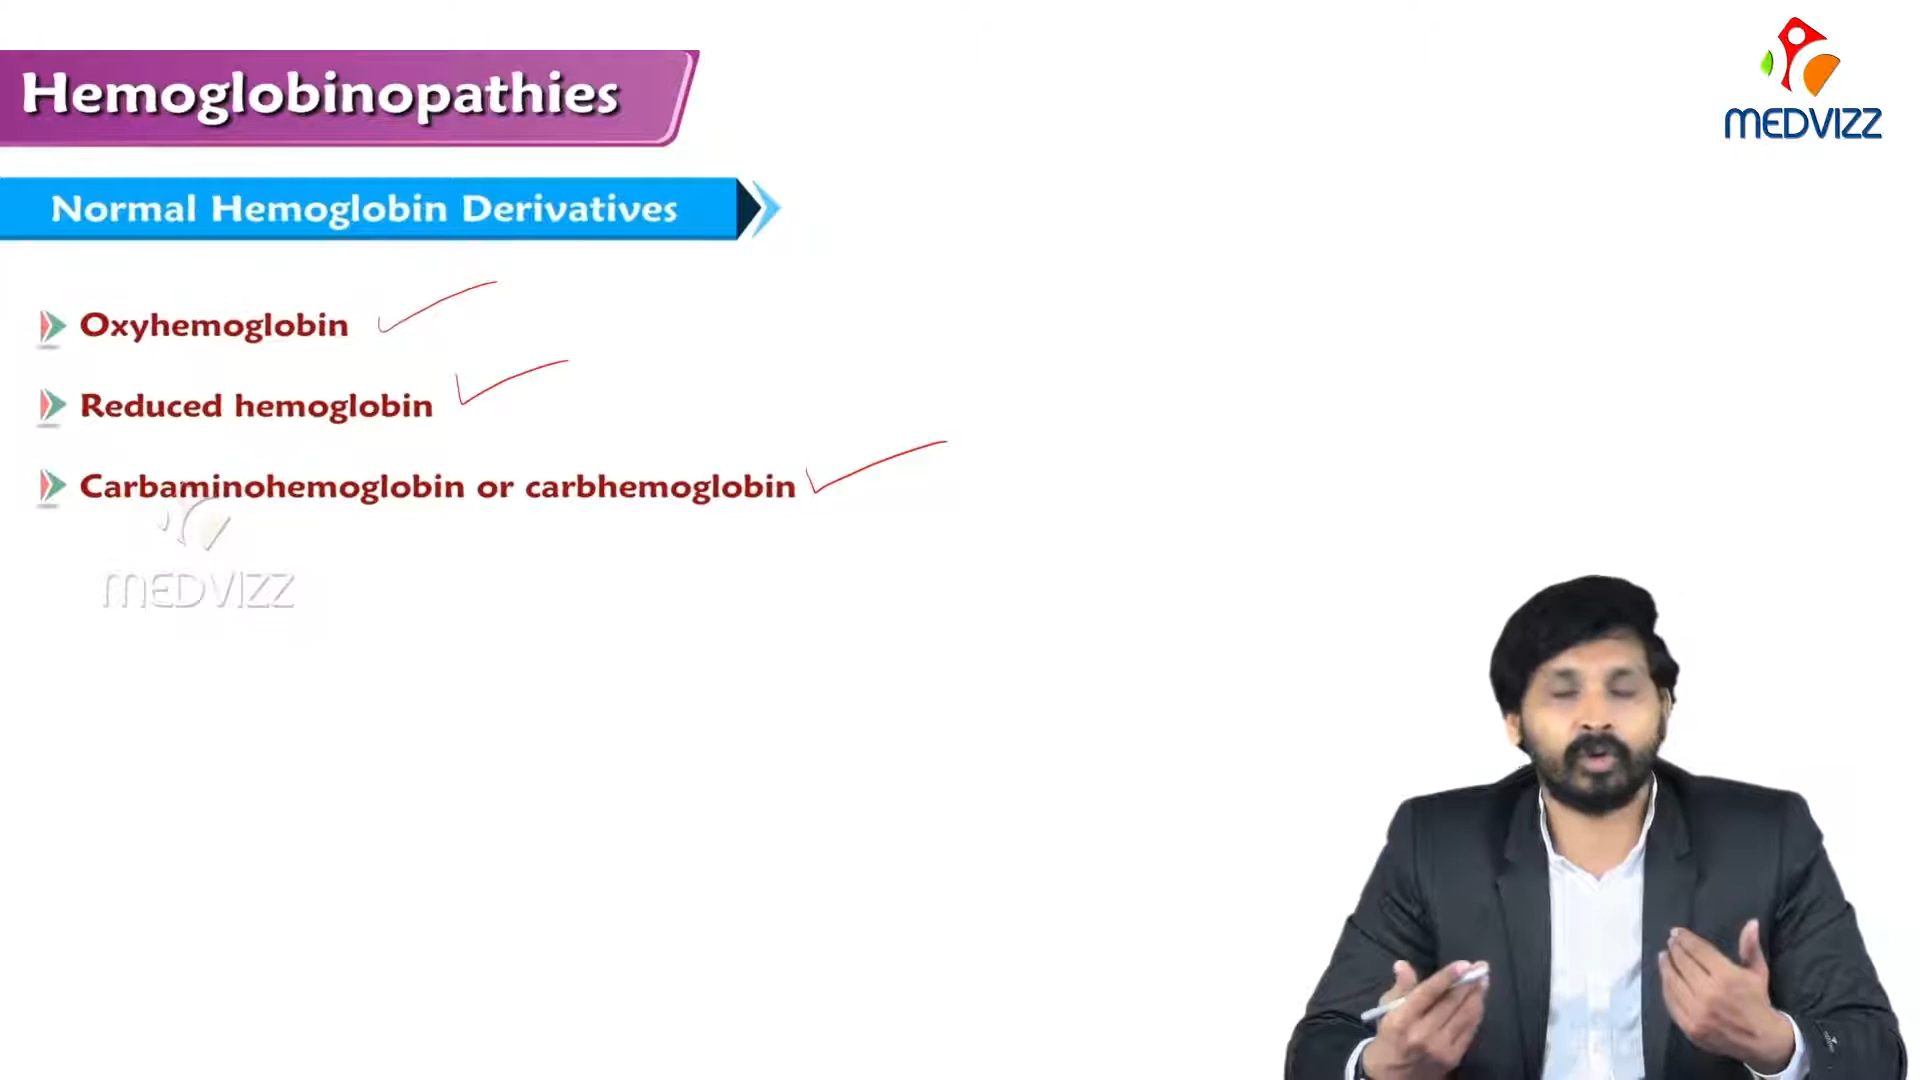 Hemoglobinopathies
MEDVIZZ
Normal Hemoglobin Derivatives
Oxyhemoglobin
Reduced hemoglobin
Carbaminohemoglobin or carbhemoglobin
MEDVIZZ